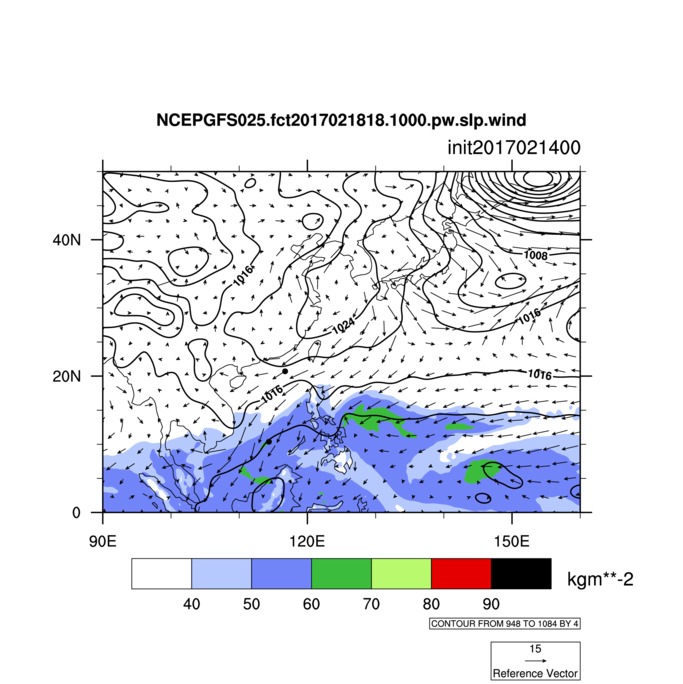 NCEPGFS025.fct2017021818.1000.pw.slp.wind
init2017021400
40N
1008
1016
1016
1024
1016
20N
1016
0
90E
120E
150E
kgm**-2
40 50 60 70 80 90
CONTOUR FROM 948 TO 1084 BY 4
15
Reference Vector